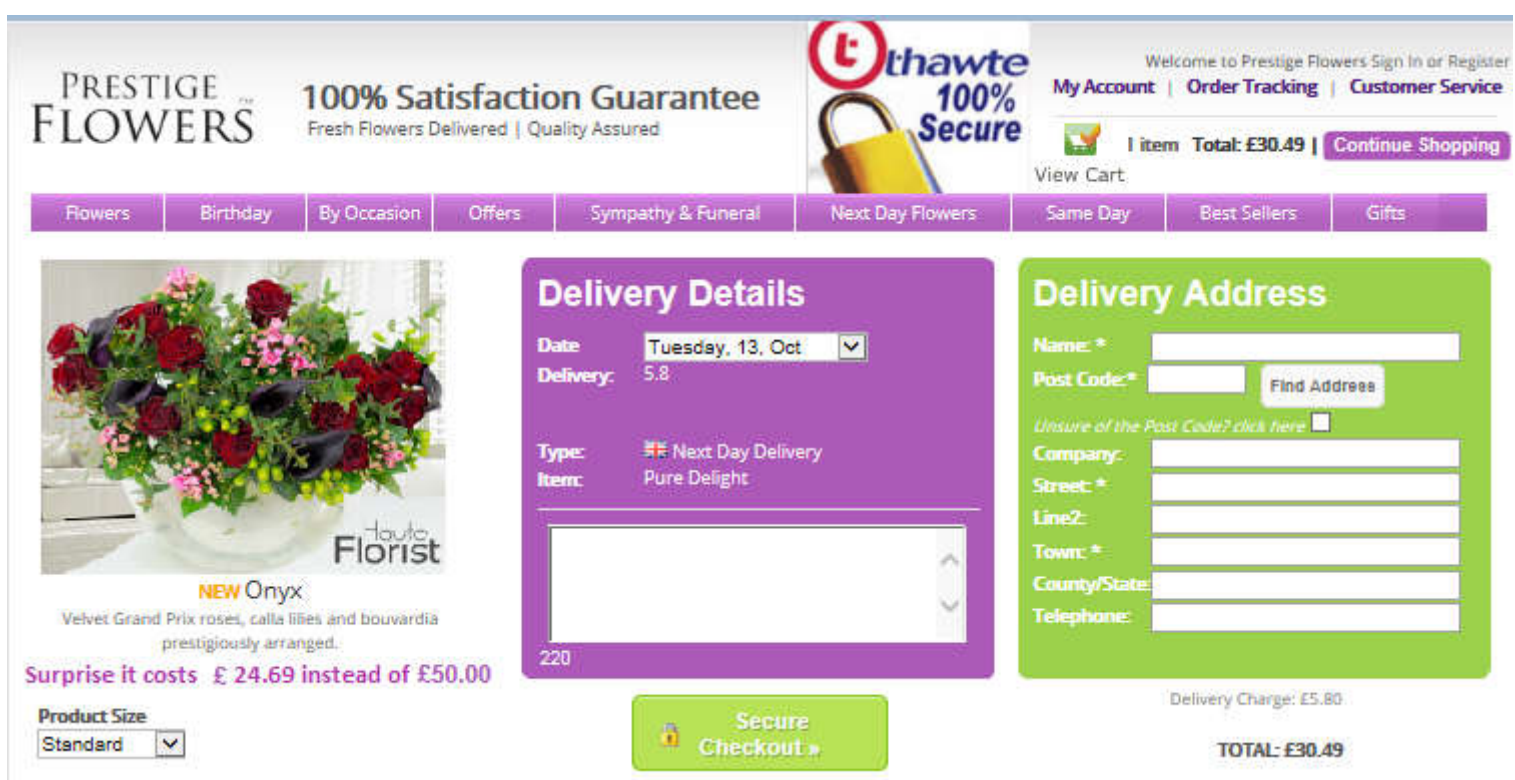 PRESTIGE
FLOWERS ™
100% Satisfaction Guarantee
Fresh Flowers Delivered | Quality Assured
t thawte
100%
Secure
Welcome to Prestige Flowers Sign In or Register
My Account | Order Tracking | Customer Service
1 item Total: £30.49 | Continue Shopping
View Cart
Flowers Birthday By Occasion Offers Sympathy & Funeral Next Day Flowers Same Day Best Sellers Gifts
Haute
Florist
NEW Onyx
Velvet Grand Prix roses, calla lilies and bouvardia
prestigiously arranged.
Surprise it costs £ 24.69 instead of £50.00
Product Size
Standard
Delivery Details
Date Tuesday, 13, Oct
Delivery: 5.8
Type: Next Day Delivery
Item: Pure Delight
220
Secure
Checkout »
Delivery Address
Name: *
Post Code:* Find Address
Unsure of the Post Code? click here
Company:
Street: *
Line2:
Town: *
County/State:
Telephone:
Delivery Charge: £5.80
TOTAL: £30.49